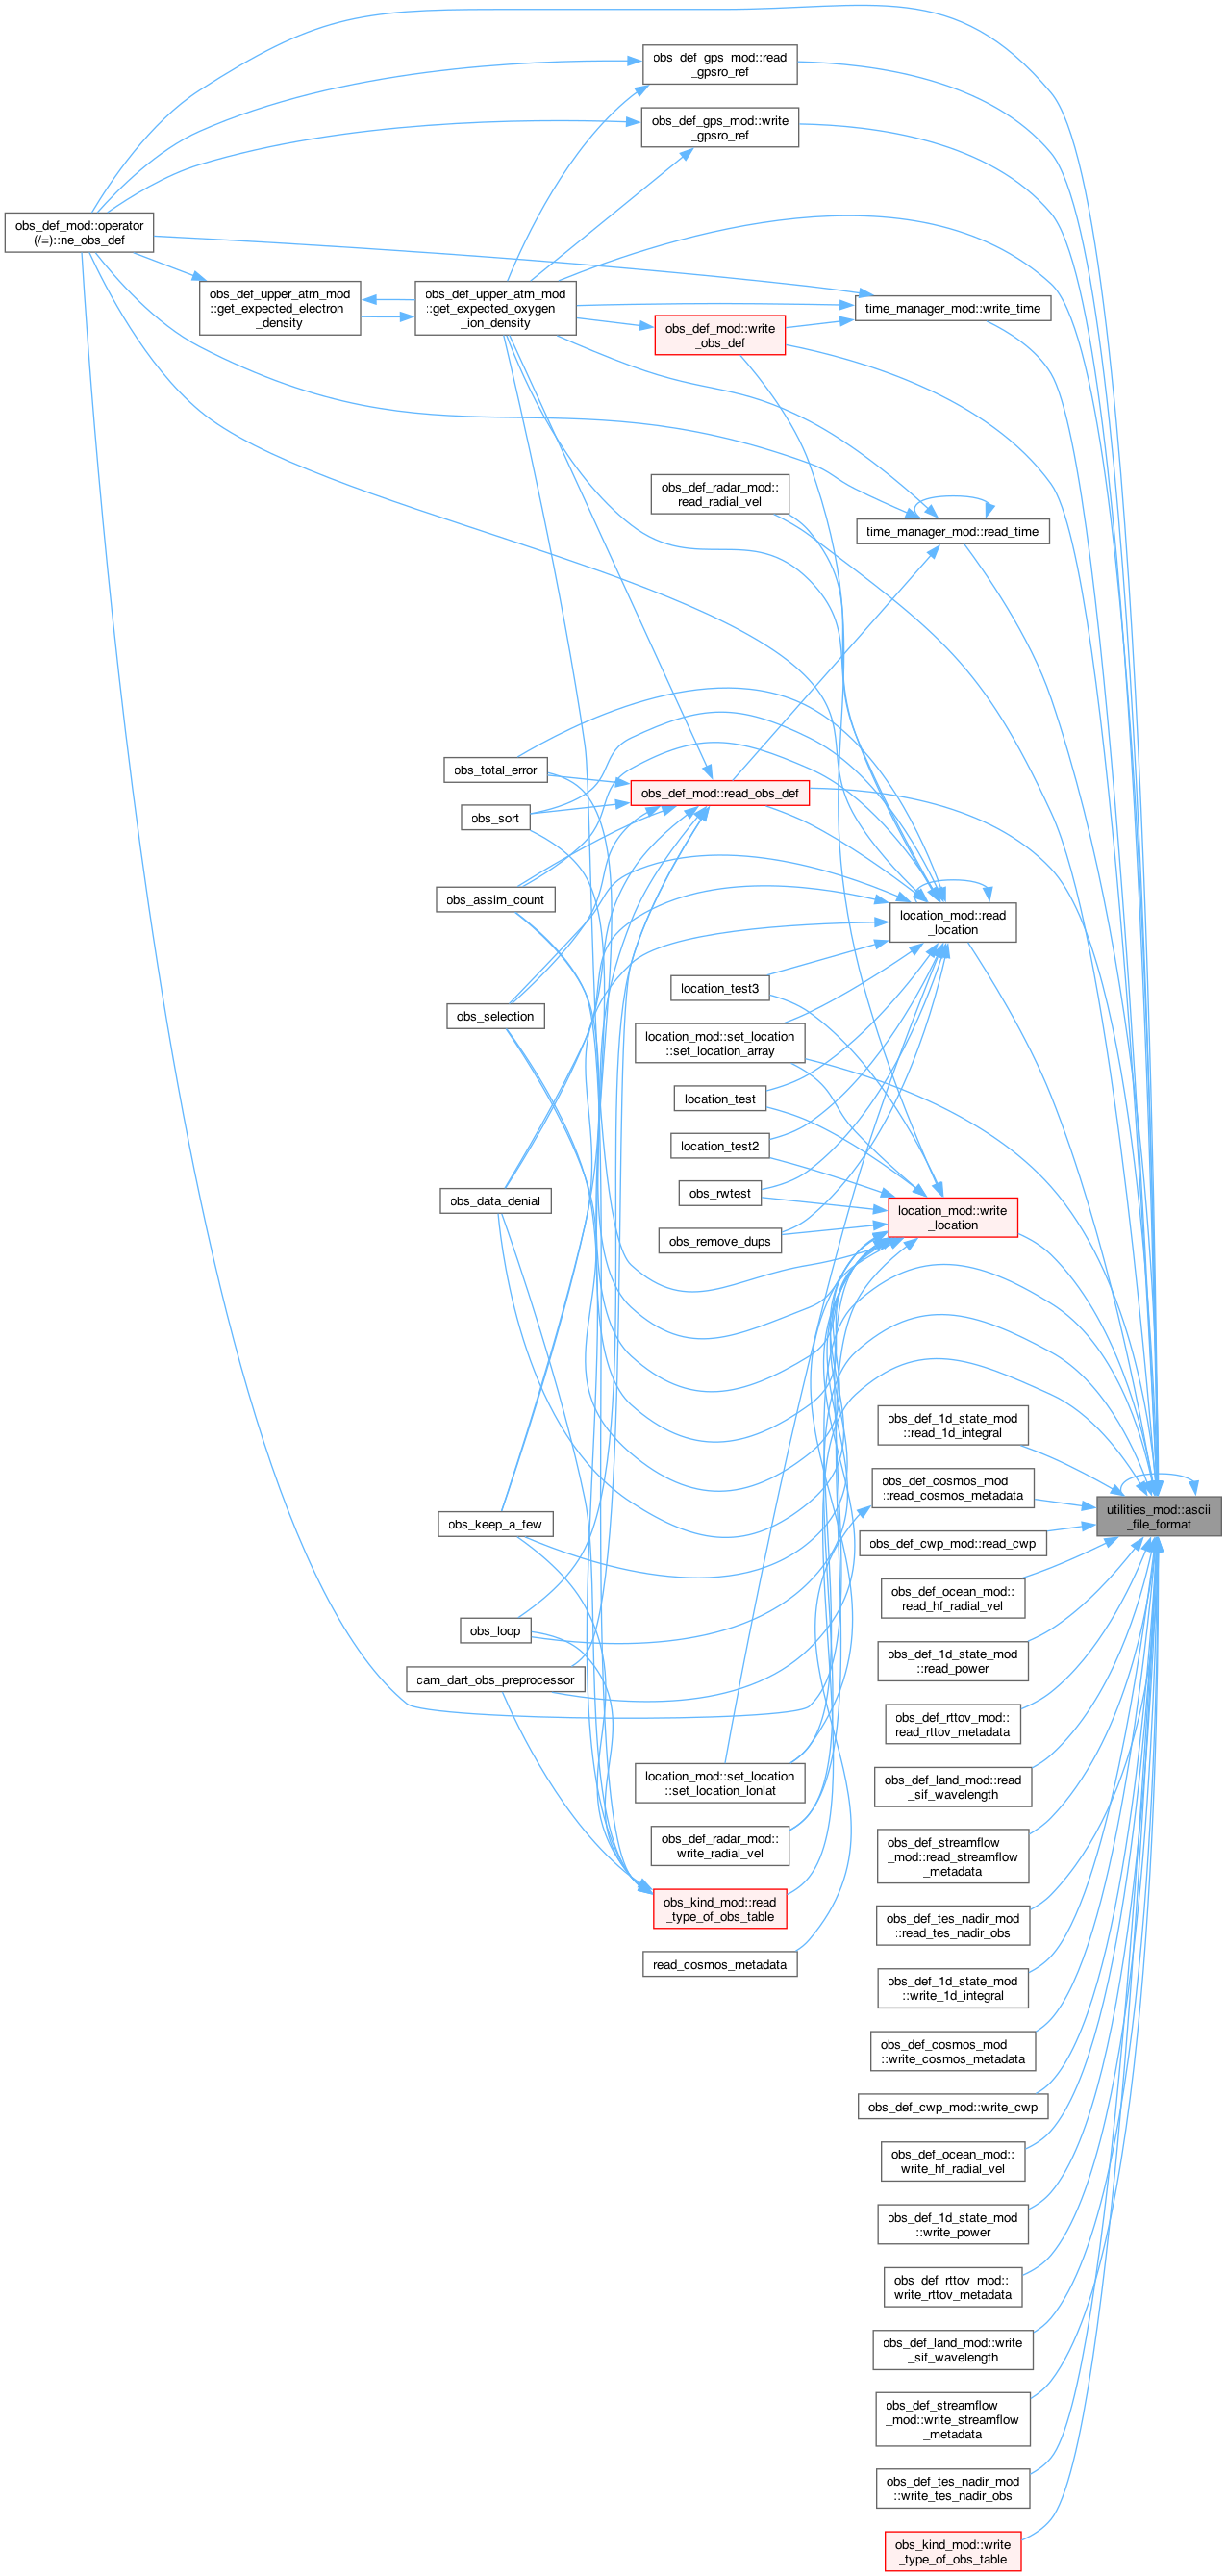 obs_def_gps_mod::read
_gpsro_ref
obs_def_gps_mod::write
_gpsro_ref
obs_def_mod::operator
(/=)::ne_obs_def
obs_def_upper_atm_mod
::get_expected_electron
_density
obs_def_upper_atm_mod
::get_expected_oxygen
_ion_density
time_manager_mod::write_time
obs_def_mod::write
_obs_def
obs_def_radar_mod::
read_radial_vel
time_manager_mod::read_time
obs_total_error
obs_def_mod::read_obs_def
obs_sort
obs_assim_count
location_mod::read
_location
location_test3
obs_selection
location_mod::set_location
::set_location_array
location_test
location_test2
obs_rwtest
obs_data_denial
location_mod::write
_location
obs_remove_dups
obs_def_1d_state_mod
::read_1d_integral
obs_def_cosmos_mod
::read_cosmos_metadata
utilities_mod::ascii
_file_format
obs_keep_a_few
obs_def_cwp_mod::read_cwp
obs_def_ocean_mod::
read_hf_radial_vel
obs_loop
obs_def_1d_state_mod
::read_power
cam_dart_obs_preprocessor
obs_def_rttov_mod::
read_rttov_metadata
location_mod::set_location
::set_location_lonlat
obs_def_land_mod::read
_sif_wavelength
obs_def_radar_mod::
write_radial_vel
obs_def_streamflow
_mod::read_streamflow
_metadata
obs_kind_mod::read
_type_of_obs_table
obs_def_tes_nadir_mod
::read_tes_nadir_obs
read_cosmos_metadata
obs_def_1d_state_mod
::write_1d_integral
obs_def_cosmos_mod
::write_cosmos_metadata
obs_def_cwp_mod::write_cwp
obs_def_ocean_mod::
write_hf_radial_vel
obs_def_1d_state_mod
::write_power
obs_def_rttov_mod::
write_rttov_metadata
obs_def_land_mod::write
_sif_wavelength
obs_def_streamflow
_mod::write_streamflow
_metadata
obs_def_tes_nadir_mod
::write_tes_nadir_obs
obs_kind_mod::write
_type_of_obs_table